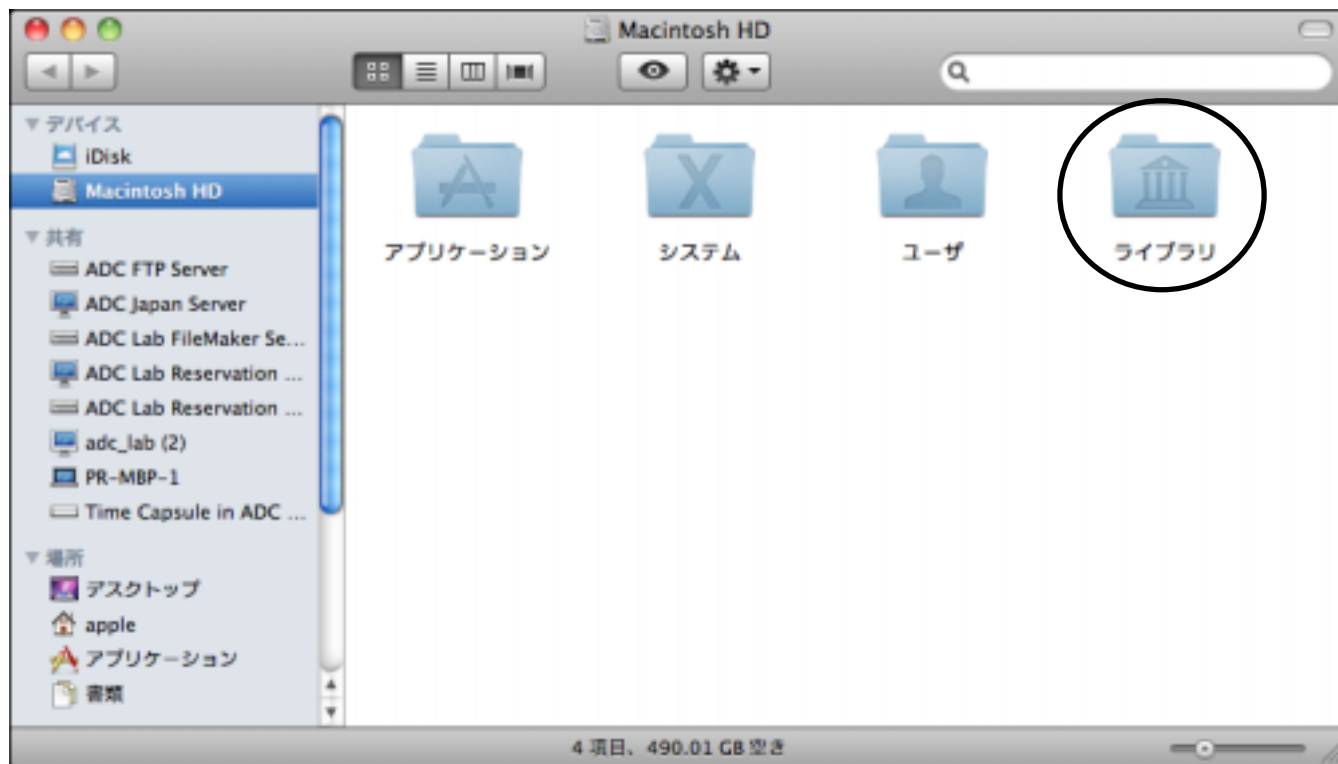 Macintosh HD
デバイス
iDisk
Macintosh HD
共有
ADC FTP Server
ADC Japan Server
ADC Lab FileMaker Se...
ADC Lab Reservation ...
ADC Lab Reservation ...
adc_lab (2)
PR-MBP-1
Time Capsule in ADC ...
場所
デスクトップ
apple
アプリケーション
書類
アプリケーション
システム
ユーザ
ライブラリ
4 項目、490.01 GB 空き